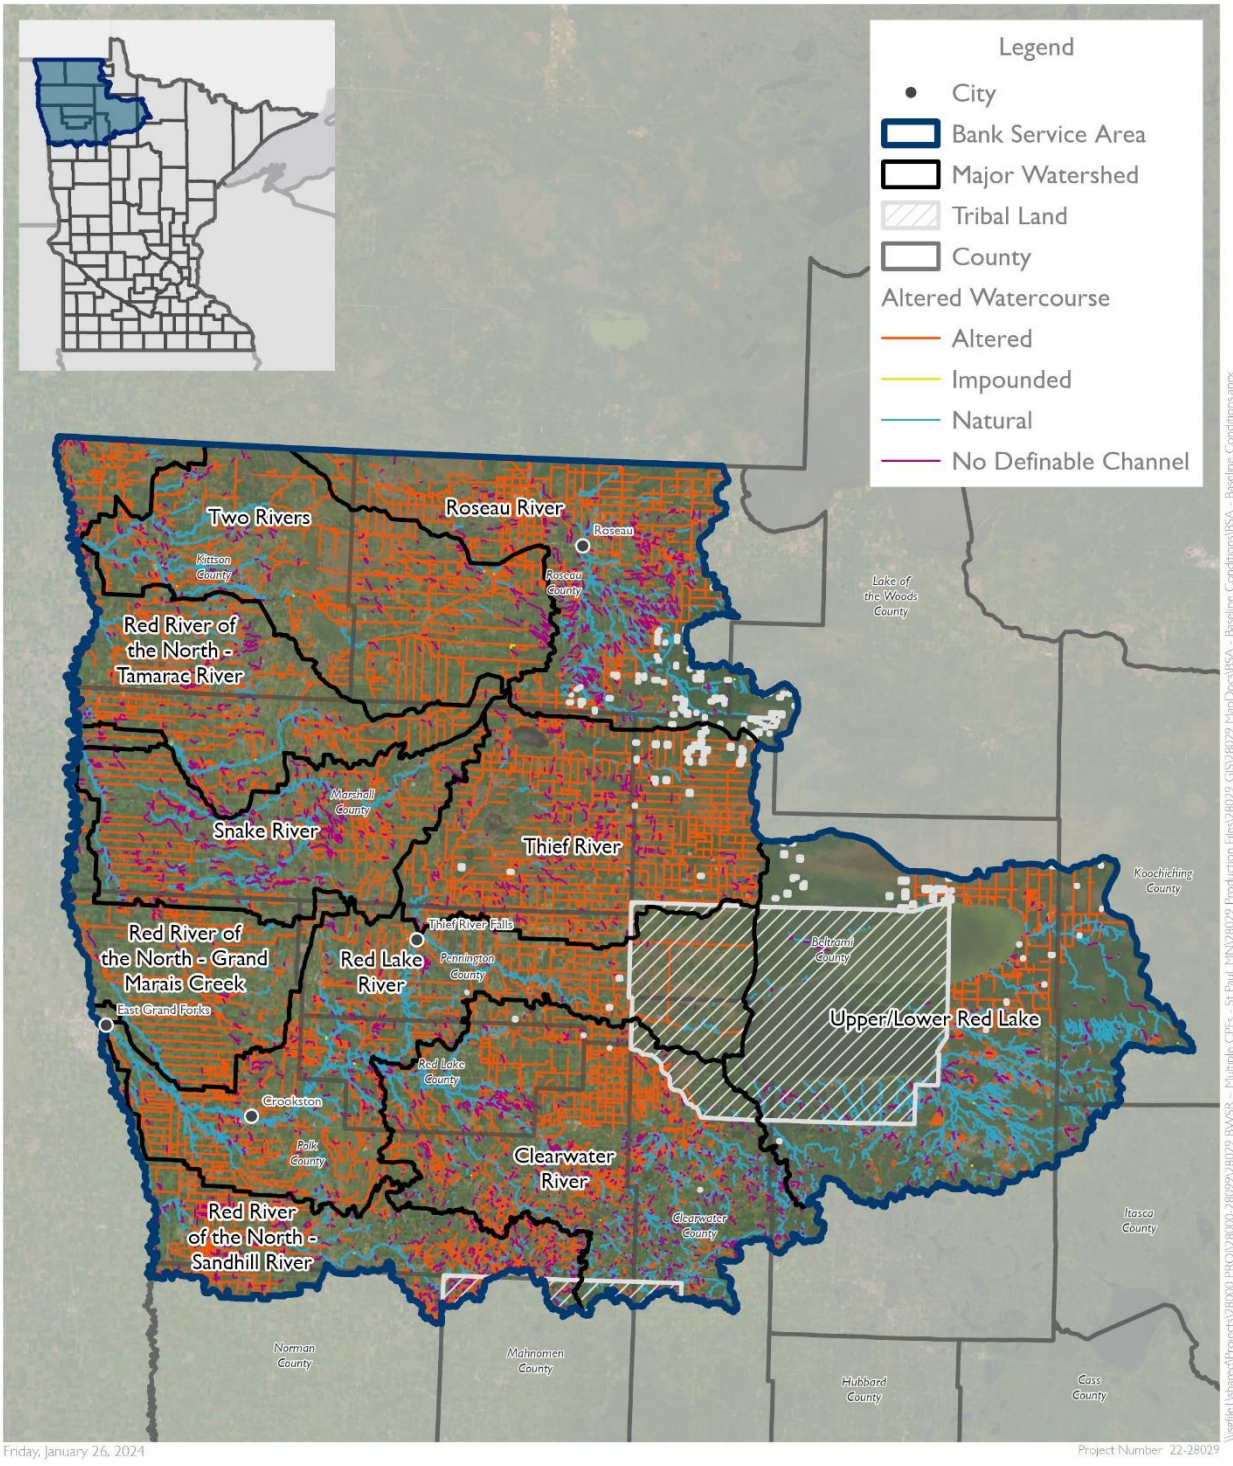 Legend
City
Bank Service Area
Major Watershed
Tribal Land
County
Altered Watercourse
Altered
Impounded
Natural
No Definable Channel
Two Rivers
Roseau River
Roseau
Kittson
County
Roseau
County
Lake of
the Woods
County
Red River of
the North -
Tamarac River
Marshall
County
Snake River
Thief River
Koochiching
County
Thief River Falls
Red River of
the North - Grand
Marais Creek
Red Lake
River
Pennington
County
Beltrami
County
East Grand Forks
Upper/Lower Red Lake
Red Lake
County
Crookston
Polk
County
Clearwater
River
Red River
of the North -
Sandhill River
Clearwater
County
Itasca
County
Norman
County
Mahnomen
County
Hubbard
County
Cass
County
Friday, January 26, 2024
Project Number 22-28029